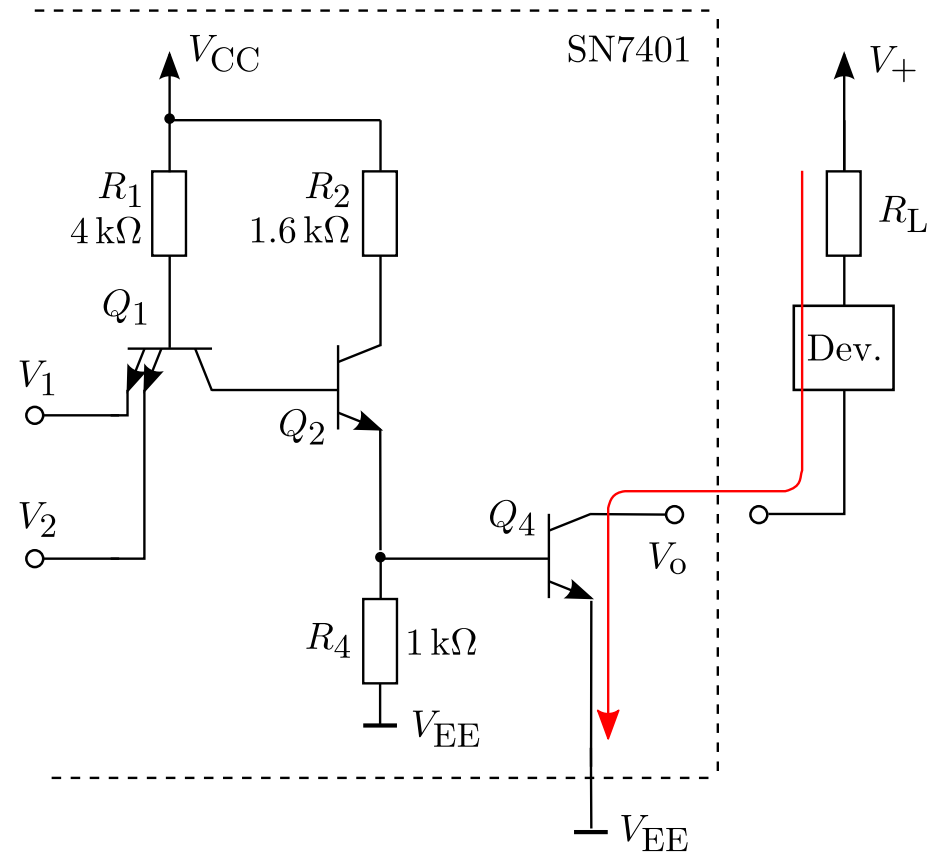 V_CC
SN7401
V_+
R_1
4 kΩ
R_2
1.6 kΩ
R_L
Q_1
Dev.
V_1
Q_2
V_2
Q_4
V_o
R_4
1 kΩ
V_EE
V_EE